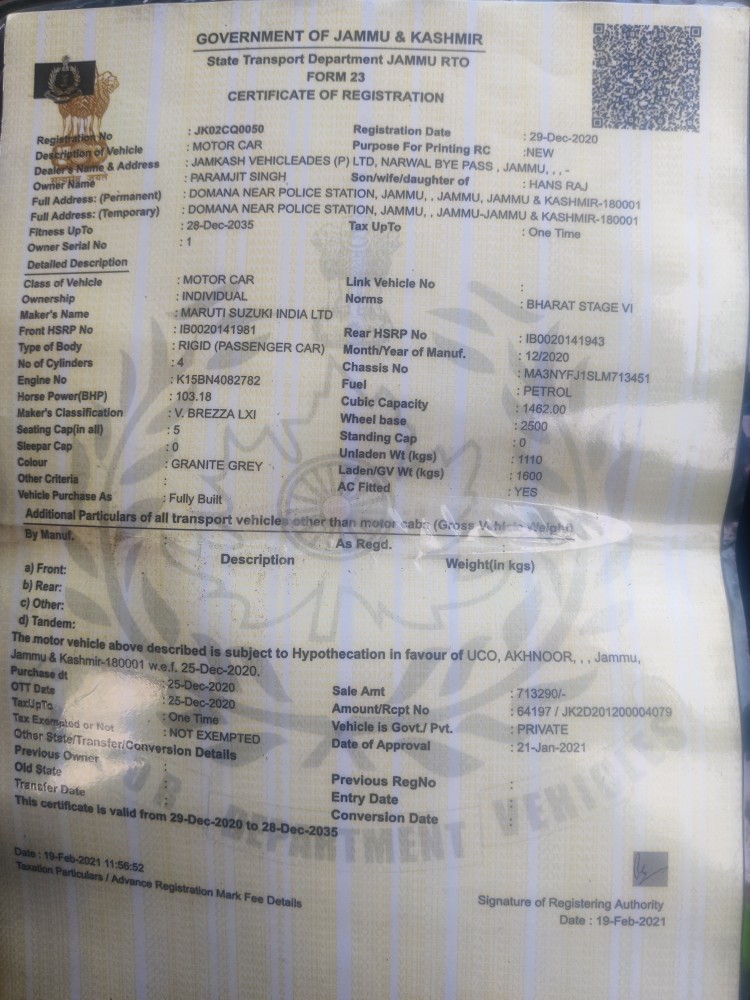 GOVERNMENT OF JAMMU & KASHMIR
State Transport Department JAMMU RTO
FORM 23
CERTIFICATE OF REGISTRATION
Registration No : JK02CQ0050 Registration Date : 29-Dec-2020
Description of Vehicle : MOTOR CAR Purpose For Printing RC :NEW
Dealer's Name & Address : JAMKASH VEHICLEADES (P) LTD, NARWAL BYE PASS , JAMMU, , , -
Owner Name : PARAMJIT SINGH Son/wife/daughter of : HANS RAJ
Full Address: (Permanent) : DOMANA NEAR POLICE STATION, JAMMU, , JAMMU, JAMMU & KASHMIR-180001
Full Address: (Temporary) : DOMANA NEAR POLICE STATION, JAMMU, , JAMMU-JAMMU & KASHMIR-180001
Fitness UpTo : 28-Dec-2035 Tax UpTo : One Time
Owner Serial No : 1
Detailed Description
Class of Vehicle : MOTOR CAR Link Vehicle No :
Ownership : INDIVIDUAL Norms : BHARAT STAGE VI
Maker's Name : MARUTI SUZUKI INDIA LTD
Front HSRP No : IB0020141981 Rear HSRP No : IB0020141943
Type of Body : RIGID (PASSENGER CAR) Month/Year of Manuf. : 12/2020
No of Cylinders : 4 Chassis No : MA3NYFJ1SLM713451
Engine No : K15BN4082782 Fuel : PETROL
Horse Power(BHP) : 103.18 Cubic Capacity : 1462.00
Maker's Classification : V. BREZZA LXI Wheel base : 2500
Seating Cap(in all) : 5 Standing Cap : 0
Sleepar Cap : 0 Unladen Wt (kgs) : 1110
Colour : GRANITE GREY Laden/GV Wt (kgs) : 1600
Other Criteria : AC Fitted : YES
Vehicle Purchase As : Fully Built
Additional Particulars of all transport vehicles other than motor cabs (Gross Vehicle Weight)
By Manuf. : As Regd. :
Description Weight(in kgs)
a) Front:
b) Rear:
c) Other:
d) Tandem:
The motor vehicle above described is subject to Hypothecation in favour of UCO, AKHNOOR, , , Jammu,
Jammu & Kashmir-180001 w.e.f. 25-Dec-2020.
Purchase dt : 25-Dec-2020 Sale Amt : 713290/-
OTT Date : 25-Dec-2020 Amount/Rcpt No : 64197 / JK2D201200004079
TaxUpTo : One Time Vehicle is Govt./ Pvt. : PRIVATE
Tax Exempted or Not : NOT EXEMPTED Date of Approval : 21-Jan-2021
Other State/Transfer/Conversion Details
Previous Owner : Previous RegNo :
Old State : Entry Date :
Transfer Date : Conversion Date :
This certificate is valid from 29-Dec-2020 to 28-Dec-2035
Date : 19-Feb-2021 11:56:52
Taxation Particulars / Advance Registration Mark Fee Details
Signature of Registering Authority
Date : 19-Feb-2021
DEPARTMENT VEHICLES